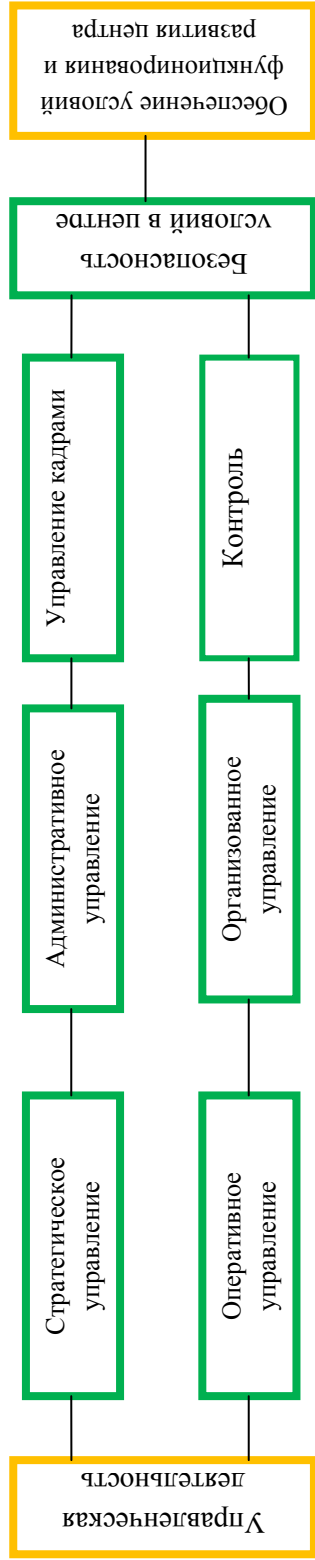 Управленческая
деятельность
Стратегическое
управление
Административное
управление
Управление кадрами
Оперативное
управление
Организованное
управление
Контроль
Безопасность
условий в центре
Обеспечение условий
функционирования и
развития центра